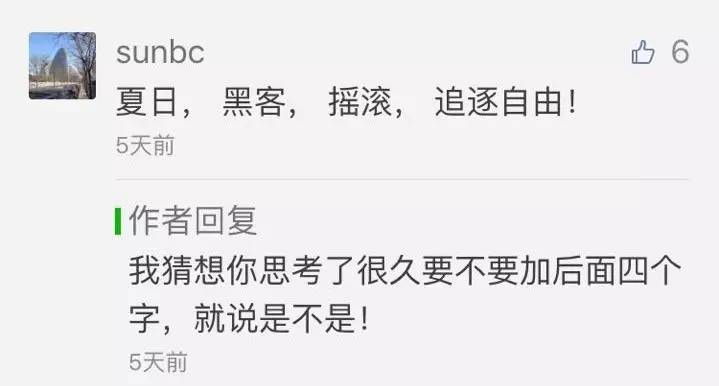 sunbc
6
夏日， 黑客， 摇滚， 追逐自由！
5天前
作者回复
我猜想你思考了很久要不要加后面四个
字，就说是不是！
5天前